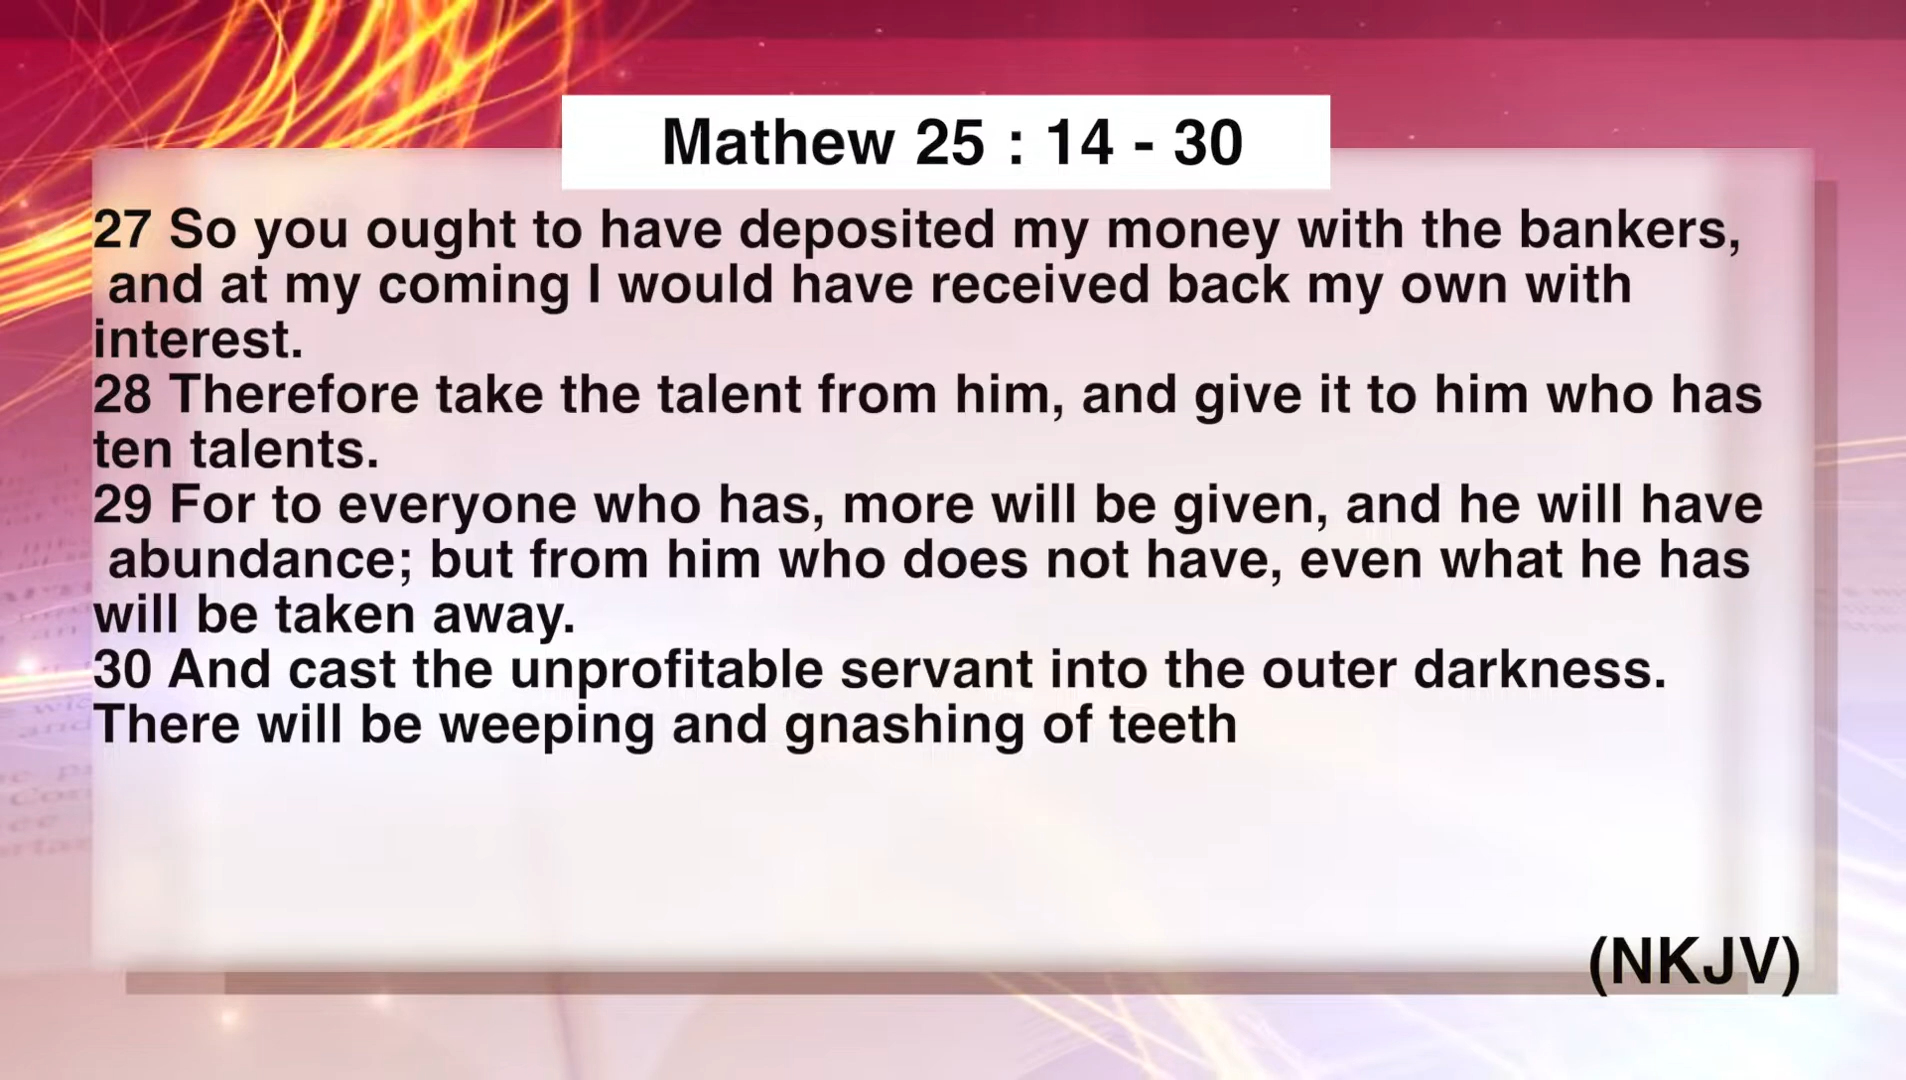 Mathew 25 : 14 - 30
27 So you ought to have deposited my money with the bankers,
and at my coming I would have received back my own with
interest.
28 Therefore take the talent from him, and give it to him who has
ten talents.
29 For to everyone who has, more will be given, and he will have
abundance; but from him who does not have, even what he has
will be taken away.
30 And cast the unprofitable servant into the outer darkness.
There will be weeping and gnashing of teeth
(NKJV)